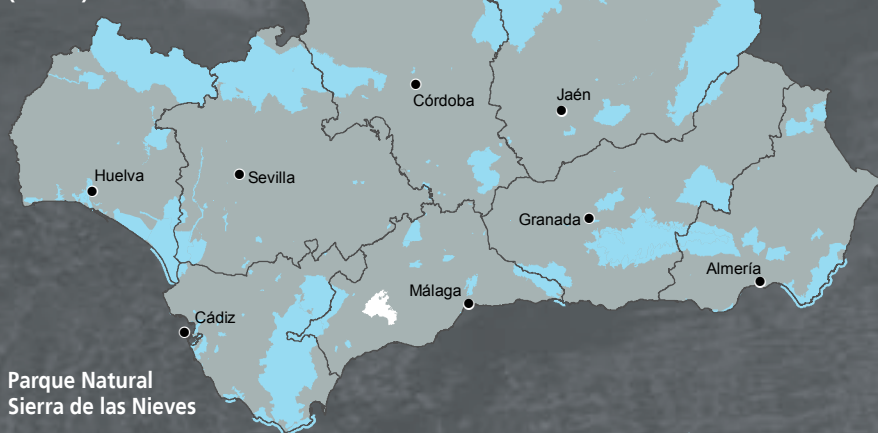 Córdoba
Jaén
Huelva
Sevilla
Granada
Almería
Málaga
Cádiz
Parque Natural
Sierra de las Nieves